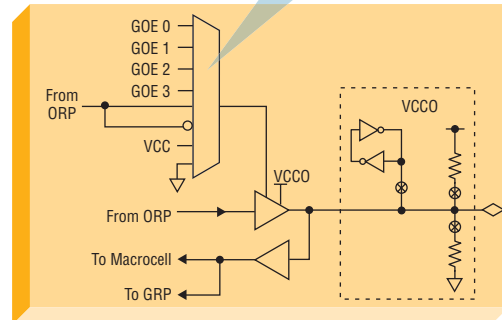 GOE 0
GOE 1
GOE 2
GOE 3
From
ORP
VCC
VCCO
VCCO
From ORP
To Macrocell
To GRP